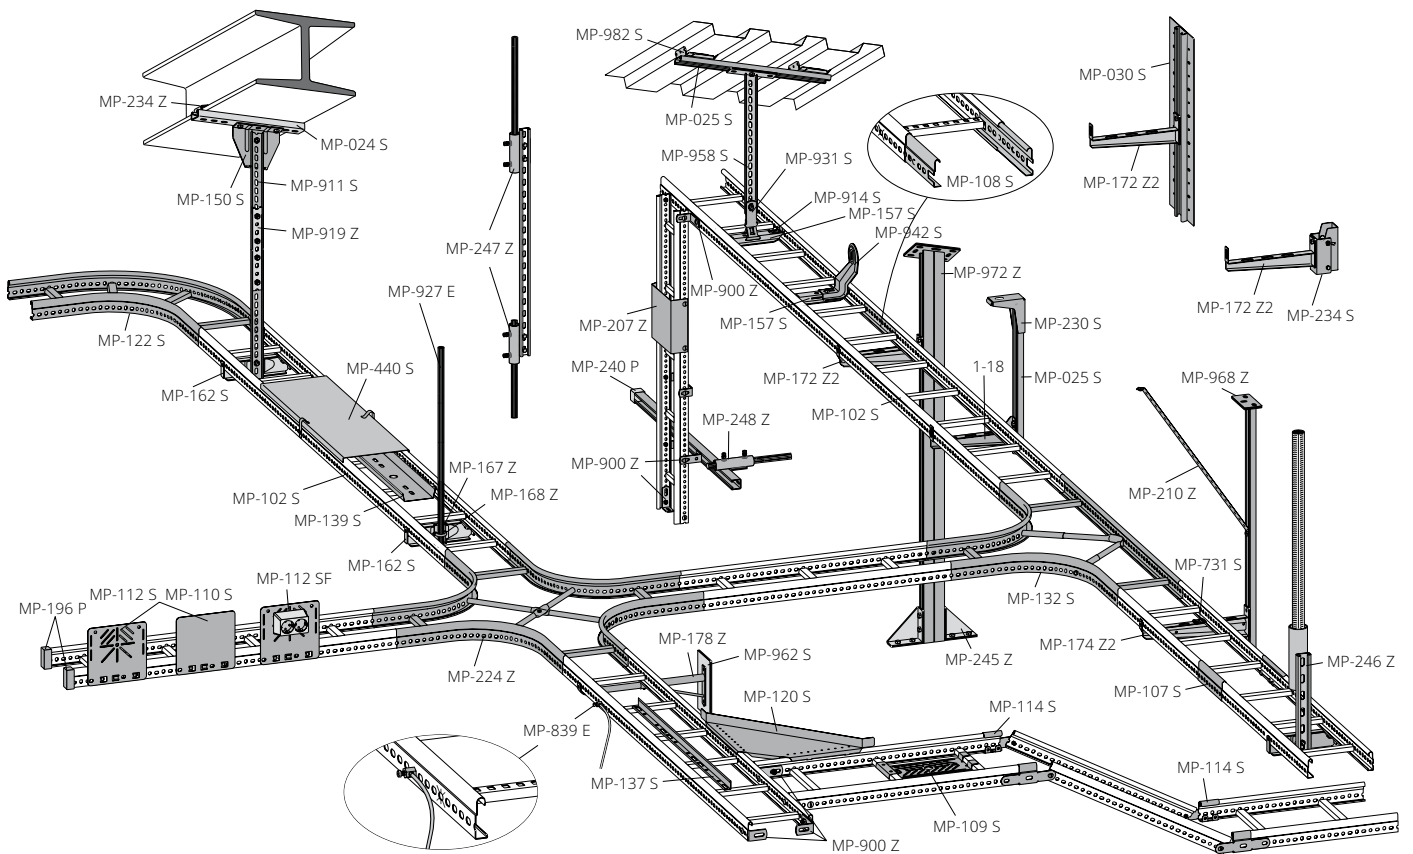 MP-982 S
MP-030 S
MP-234 Z
MP-024 S
MP-025 S
MP-958 S
MP-931 S
MP-108 S
MP-172 Z2
MP-150 S
MP-911 S
MP-914 S
MP-157 S
MP-919 Z
MP-942 S
MP-247 Z
MP-972 Z
MP-927 E
MP-900 Z
MP-172 Z2
MP-234 S
MP-207 Z
MP-157 S
MP-230 S
MP-122 S
MP-440 S
MP-240 P
MP-172 Z2
1-18
MP-025 S
MP-968 Z
MP-162 S
MP-102 S
MP-248 Z
MP-167 Z
MP-900 Z
MP-168 Z
MP-102 S
MP-210 Z
MP-139 S
MP-162 S
MP-731 S
MP-112 SF
MP-112 S
MP-110 S
MP-132 S
MP-196 P
MP-178 Z
MP-174 Z2
MP-962 S
MP-245 Z
MP-246 Z
MP-224 Z
MP-107 S
MP-120 S
MP-114 S
MP-839 E
MP-114 S
MP-137 S
MP-109 S
MP-900 Z